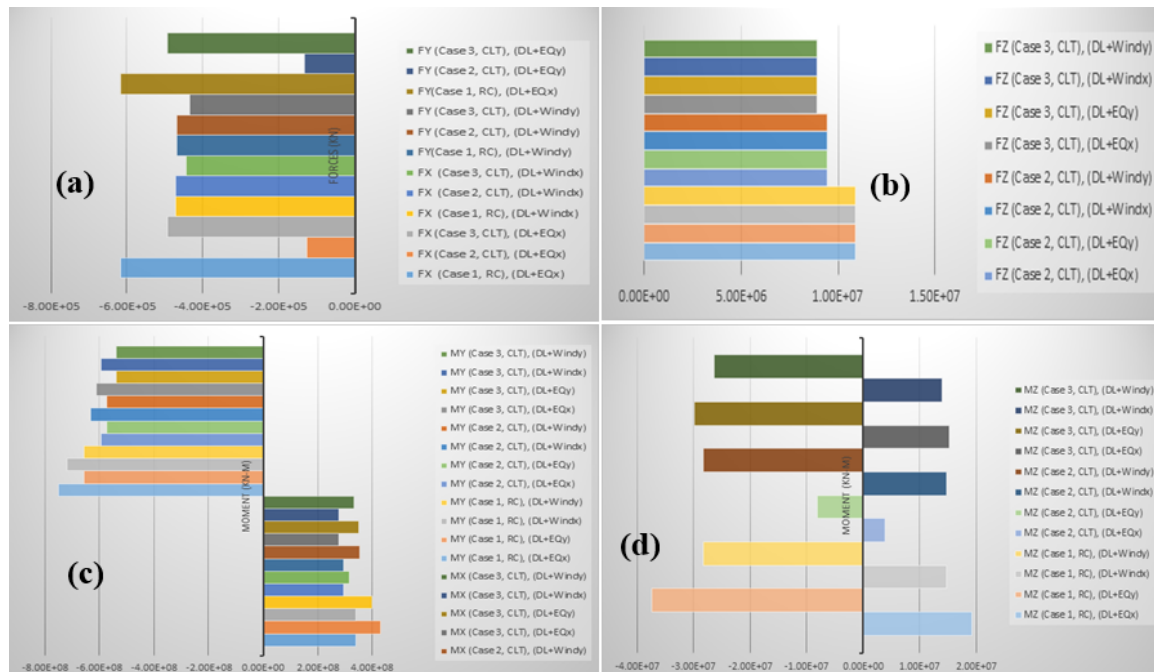 (a)
FORCES (KN)
FY (Case 3, CLT), (DL+EQy)
FY (Case 2, CLT), (DL+EQy)
FY(Case 1, RC), (DL+EQx)
FY (Case 3, CLT), (DL+Windy)
FY (Case 2, CLT), (DL+Windy)
FY(Case 1, RC), (DL+Windy)
FX (Case 3, CLT), (DL+Windx)
FX (Case 2, CLT), (DL+Windx)
FX (Case 1, RC), (DL+Windx)
FX (Case 3, CLT), (DL+EQx)
FX (Case 2, CLT), (DL+EQx)
FX (Case 1, RC), (DL+EQx)
-8.00E+05 -6.00E+05 -4.00E+05 -2.00E+05 0.00E+00
(b)
FZ (Case 3, CLT), (DL+Windy)
FZ (Case 3, CLT), (DL+Windx)
FZ (Case 3, CLT), (DL+EQy)
FZ (Case 3, CLT), (DL+EQx)
FZ (Case 2, CLT), (DL+Windy)
FZ (Case 2, CLT), (DL+Windx)
FZ (Case 2, CLT), (DL+EQy)
FZ (Case 2, CLT), (DL+EQx)
0.00E+00 5.00E+06 1.00E+07 1.50E+07
(c)
MOMENT (KN-M)
MY (Case 3, CLT), (DL+Windy)
MY (Case 3, CLT), (DL+Windx)
MY (Case 3, CLT), (DL+EQy)
MY (Case 3, CLT), (DL+EQx)
MY (Case 2, CLT), (DL+Windy)
MY (Case 2, CLT), (DL+Windx)
MY (Case 2, CLT), (DL+EQy)
MY (Case 2, CLT), (DL+EQx)
MY (Case 1, RC), (DL+Windy)
MY (Case 1, RC), (DL+Windx)
MY (Case 1, RC), (DL+EQy)
MY (Case 1, RC), (DL+EQx)
MX (Case 3, CLT), (DL+Windy)
MX (Case 3, CLT), (DL+Windx)
MX (Case 3, CLT), (DL+EQy)
MX (Case 3, CLT), (DL+EQx)
MX (Case 2, CLT), (DL+Windy)
-8.00E+08 -6.00E+08 -4.00E+08 -2.00E+08 0.00E+00 2.00E+08 4.00E+08
(d)
MOMENT (KN-M)
MZ (Case 3, CLT), (DL+Windy)
MZ (Case 3, CLT), (DL+Windx)
MZ (Case 3, CLT), (DL+EQy)
MZ (Case 3, CLT), (DL+EQx)
MZ (Case 2, CLT), (DL+Windy)
MZ (Case 2, CLT), (DL+Windx)
MZ (Case 2, CLT), (DL+EQy)
MZ (Case 2, CLT), (DL+EQx)
MZ (Case 1, RC), (DL+Windy)
MZ (Case 1, RC), (DL+Windx)
MZ (Case 1, RC), (DL+EQy)
MZ (Case 1, RC), (DL+EQx)
-4.00E+07 -3.00E+07 -2.00E+07 -1.00E+07 0.00E+00 1.00E+07 2.00E+07